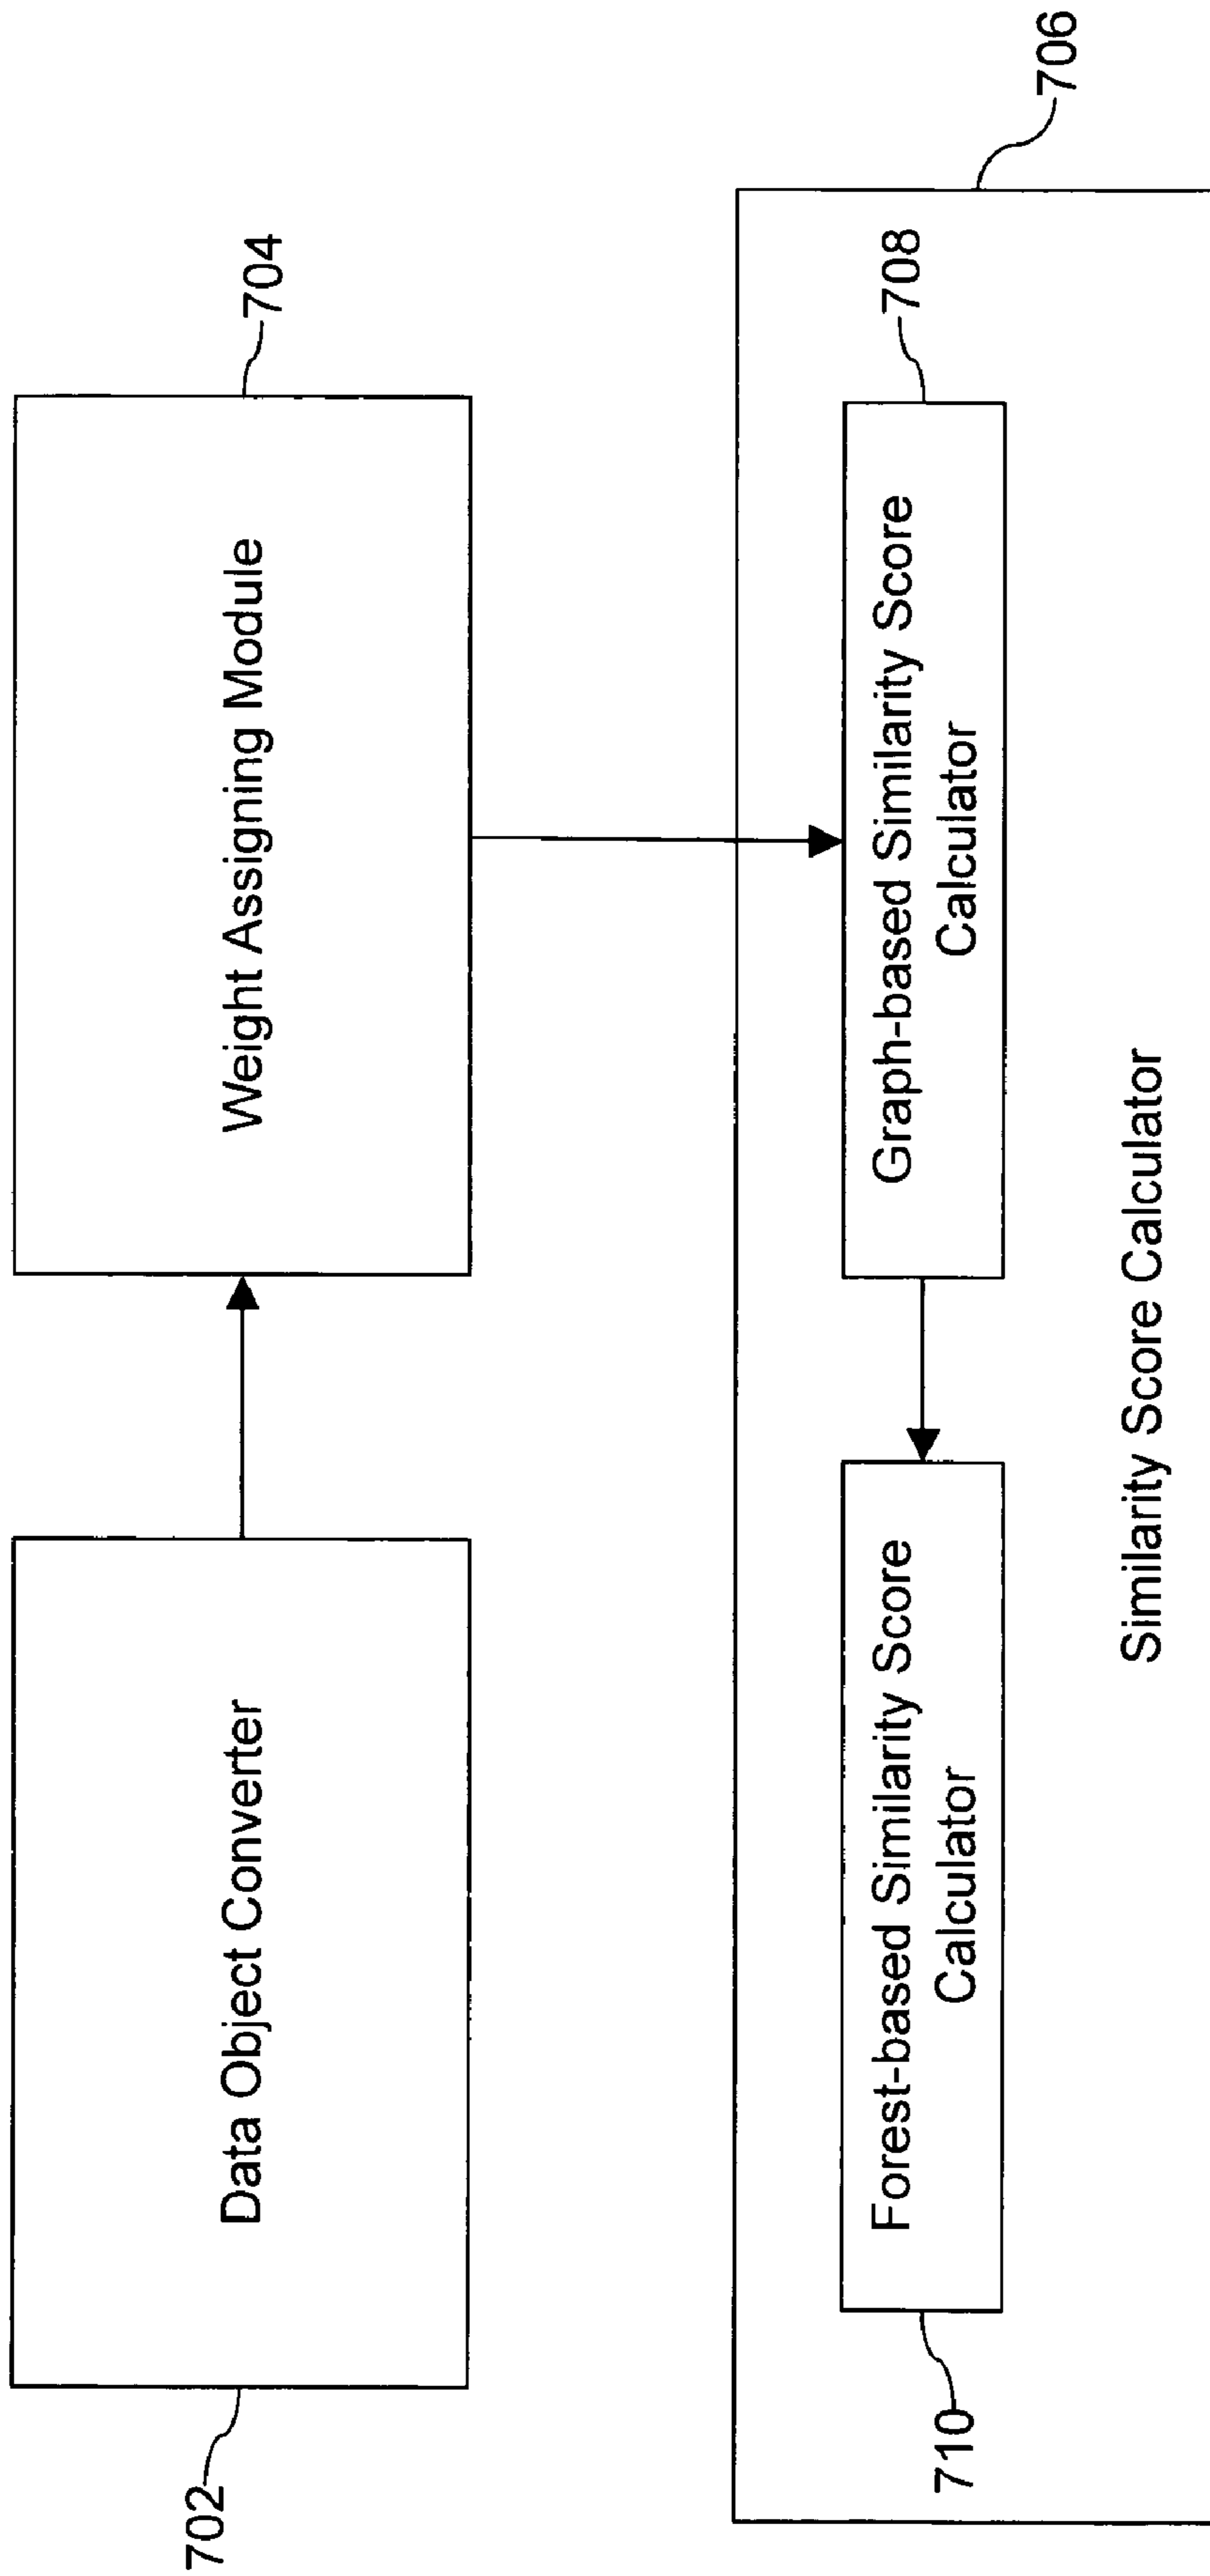 702
Data Object Converter
Weight Assigning Module
704
706
Forest-based Similarity Score
Calculator
710
Graph-based Similarity Score
Calculator
708
Similarity Score Calculator